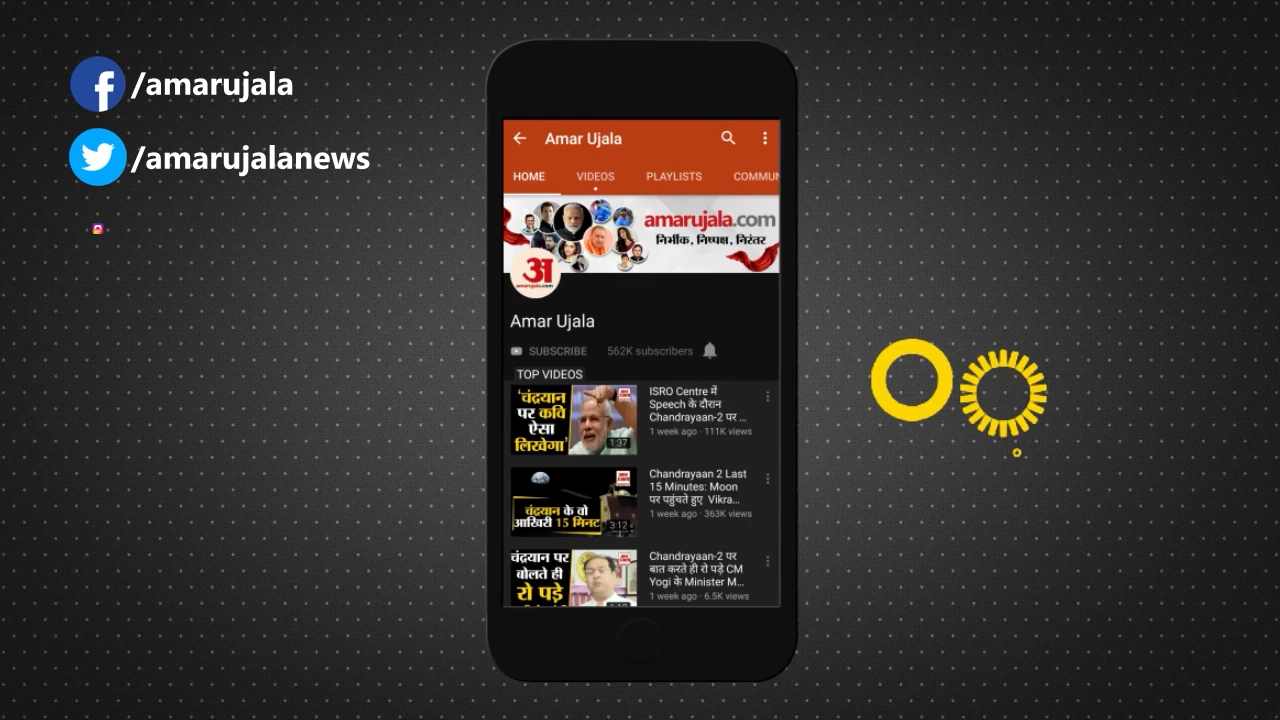 /amarujala
/amarujalanews
Amar Ujala
HOME VIDEOS PLAYLISTS COMMUN
amarujala.com
निर्भीक, निष्पक्ष, निरंतर
अ
amarujala.com
Amar Ujala
SUBSCRIBE 562K subscribers
TOP VIDEOS
'चंद्रयान
पर कवि
ऐसा
लिखेगा'
1:37
ISRO Centre में
Speech के दौरान
Chandrayaan-2 पर ...
1 week ago · 111K views
चंद्रयान के वो
आखिरी 15 मिनट
3:12
Chandrayaan 2 Last
15 Minutes: Moon
पर पहुंचते हुए Vikra...
1 week ago · 363K views
चंद्रयान पर
बोलते ही
रो पड़े
Chandrayaan-2 पर
बात करते ही रो पड़े CM
Yogi के Minister M...
1 week ago · 6.5K views